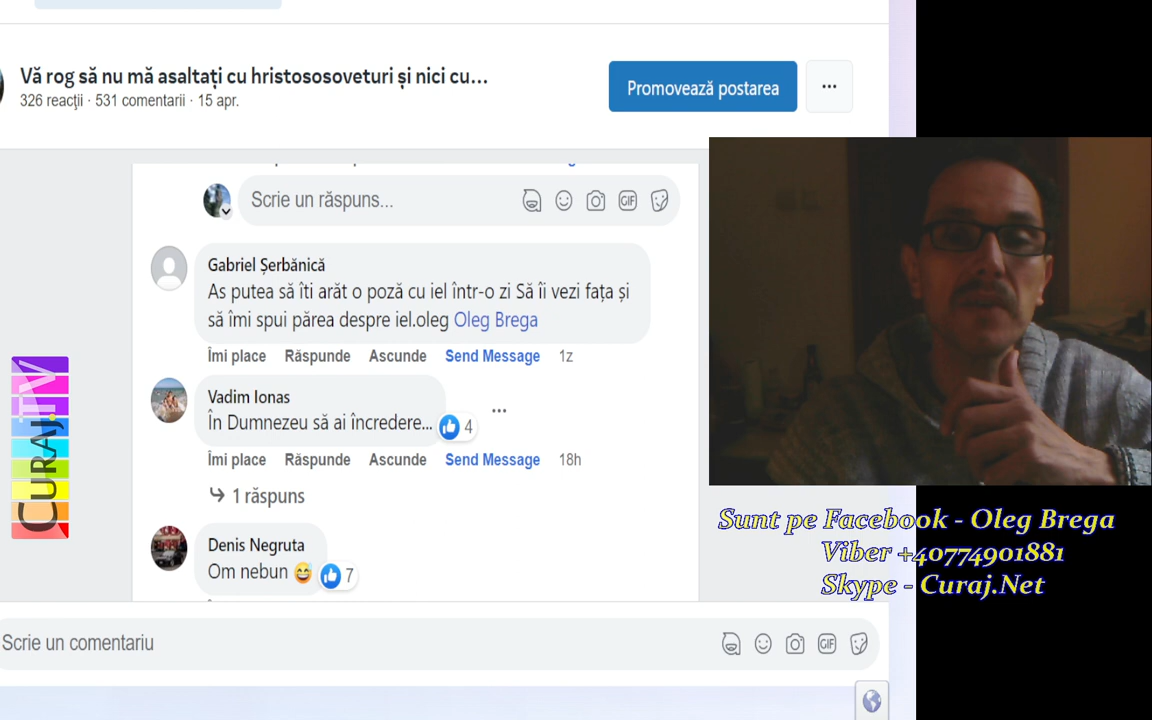 Vă rog să nu mă asaltați cu hristososoveturi și nici cu...
326 reacții · 531 comentarii · 15 apr.
Promovează postarea
Scrie un răspuns...
GIF
Gabriel Șerbănică
As putea să îti arăt o poză cu iel într-o zi Să îi vezi fața și
să îmi spui părea despre iel.oleg Oleg Brega
Îmi place Răspunde Ascunde Send Message 1z
Vadim Ionas
În Dumnezeu să ai încredere...
4
Îmi place Răspunde Ascunde Send Message 18h
1 răspuns
Denis Negruta
Om nebun
7
Scrie un comentariu
GIF
CURAJ.TV
Sunt pe Facebook - Oleg Brega
Viber +40774901881
Skype - Curaj.Net